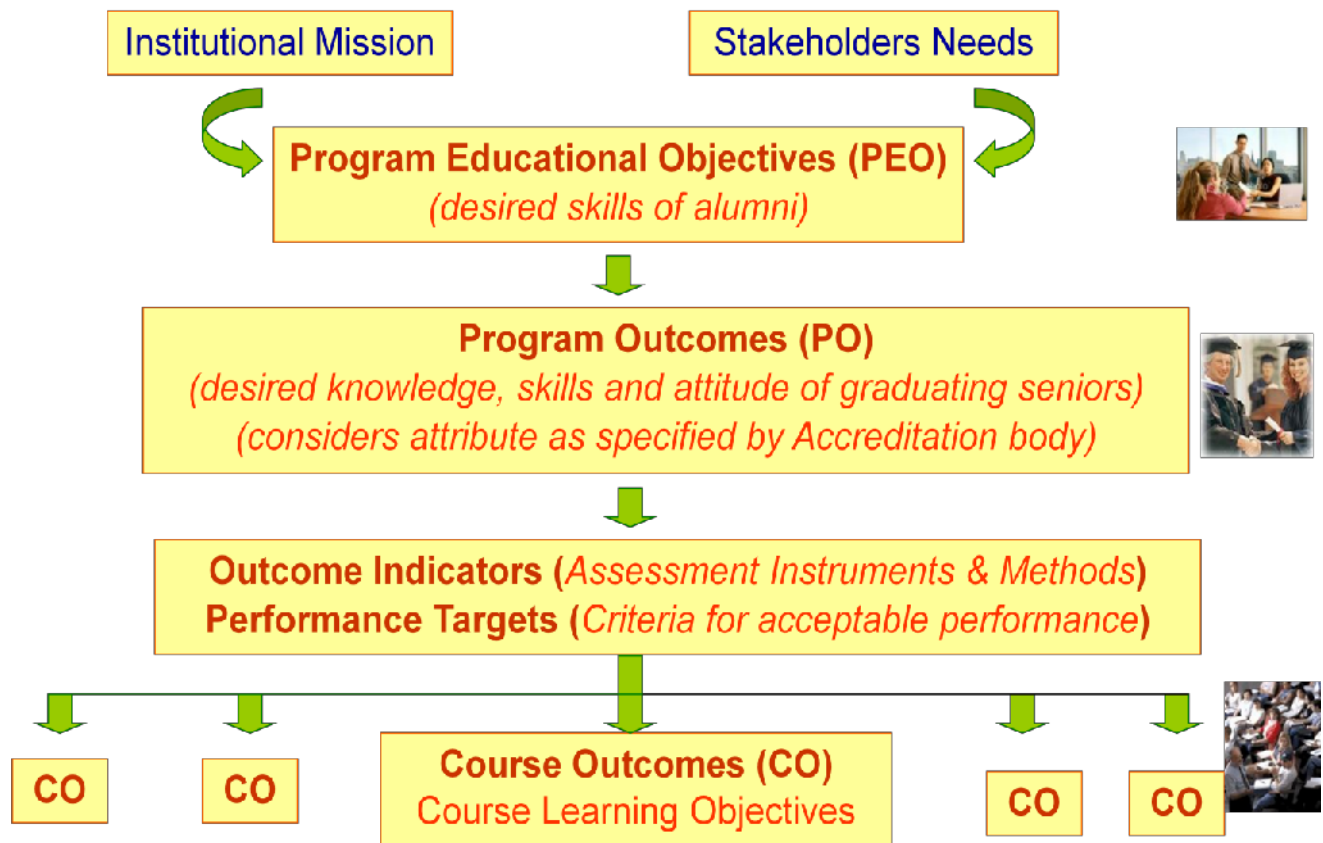 Institutional Mission
Stakeholders Needs
Program Educational Objectives (PEO)
(desired skills of alumni)
Program Outcomes (PO)
(desired knowledge, skills and attitude of graduating seniors)
(considers attribute as specified by Accreditation body)
Outcome Indicators (Assessment Instruments & Methods)
Performance Targets (Criteria for acceptable performance)
CO
CO
Course Outcomes (CO)
Course Learning Objectives
CO
CO